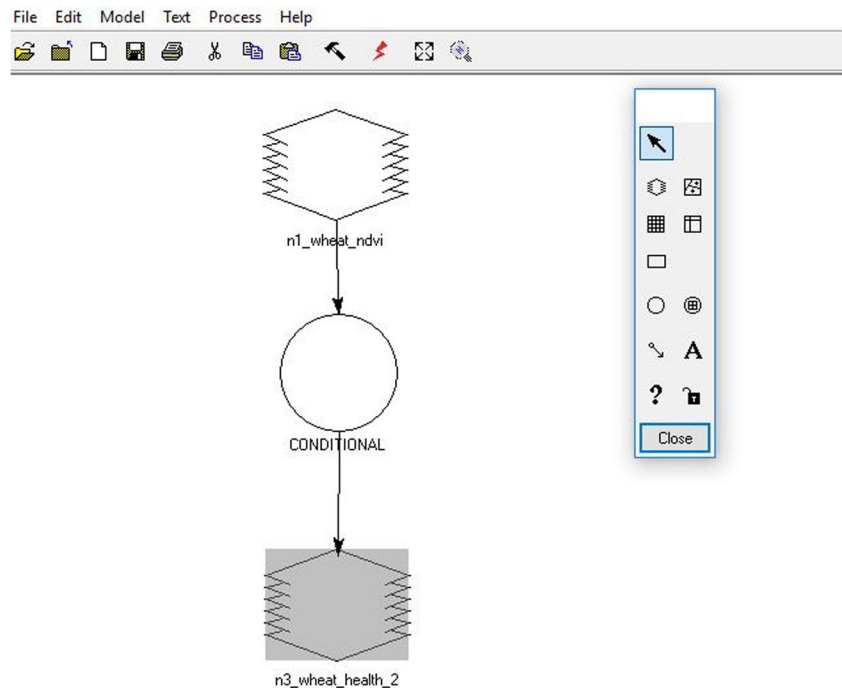 File Edit Model Text Process Help
n1_wheat_ndvi
CONDITIONAL
n3_wheat_health_2
A
?
Close